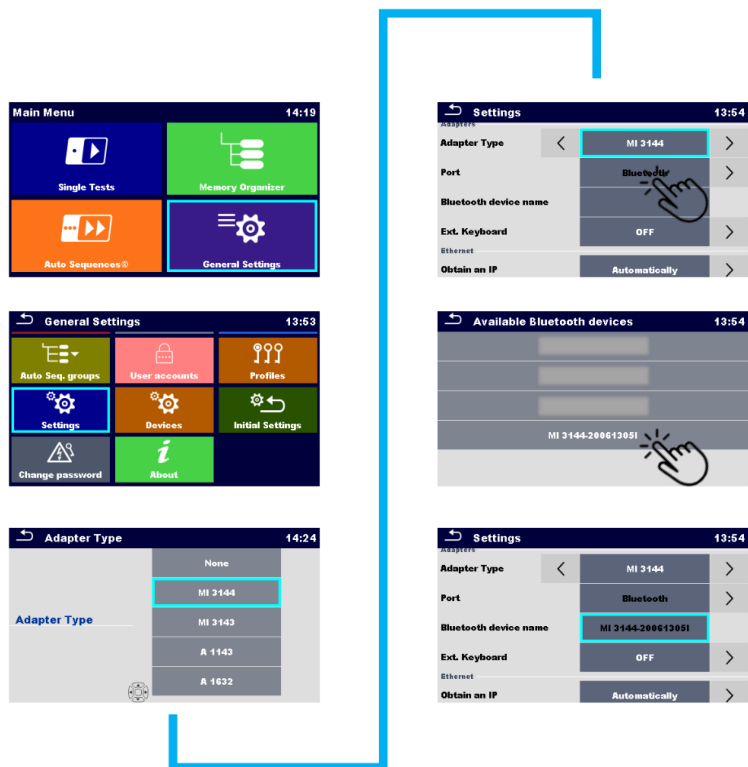 Main Menu 14:19
Single Tests
Memory Organizer
Auto Sequences®
General Settings
General Settings 13:53
Auto Seq. groups
User accounts
Profiles
Settings
Devices
Initial Settings
Change password
About
Adapter Type 14:24
None
MI 3144
Adapter Type
MI 3143
A 1143
A 1632
Settings 13:54
Adapters
Adapter Type < MI 3144 >
Port Bluetooth >
Bluetooth device name
Ext. Keyboard OFF >
Ethernet
Obtain an IP Automatically >
Available Bluetooth devices 13:54
MI 3144-20061305I
Settings 13:54
Adapters
Adapter Type < MI 3144 >
Port Bluetooth >
Bluetooth device name MI 3144-20061305I
Ext. Keyboard OFF >
Ethernet
Obtain an IP Automatically >